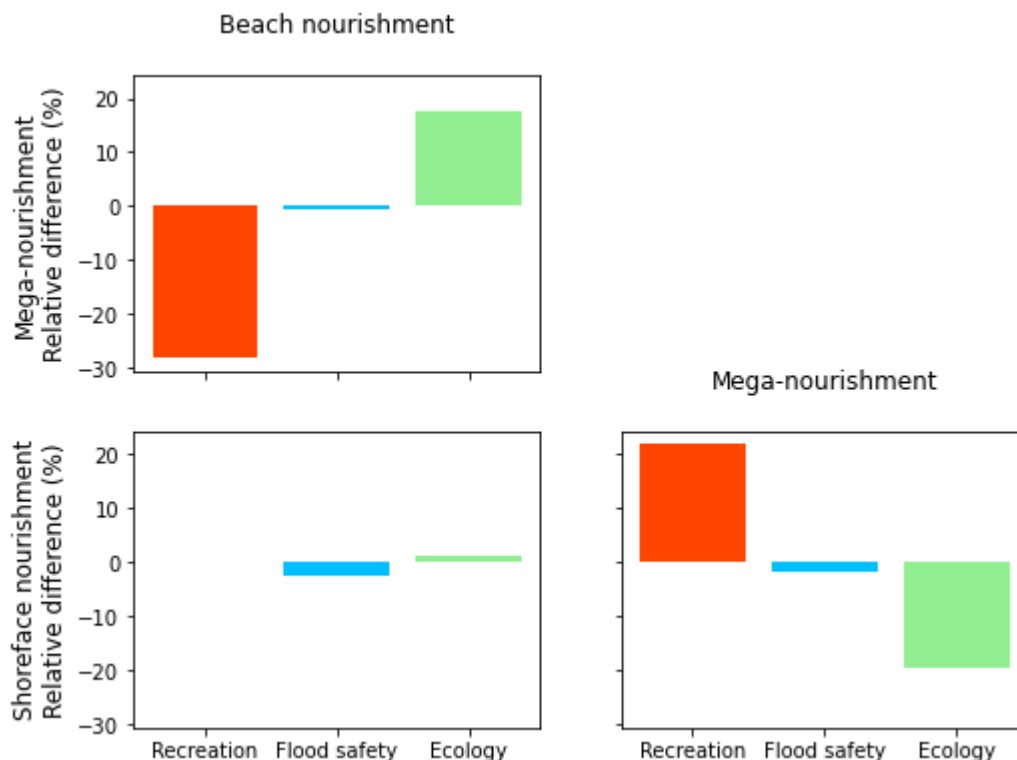 Beach nourishment
Mega-nourishment
Relative difference (%)
20
10
0
−10
−20
−30
Mega-nourishment
Shoreface nourishment
Relative difference (%)
20
10
0
−10
−20
−30
Recreation Flood safety Ecology
Recreation Flood safety Ecology